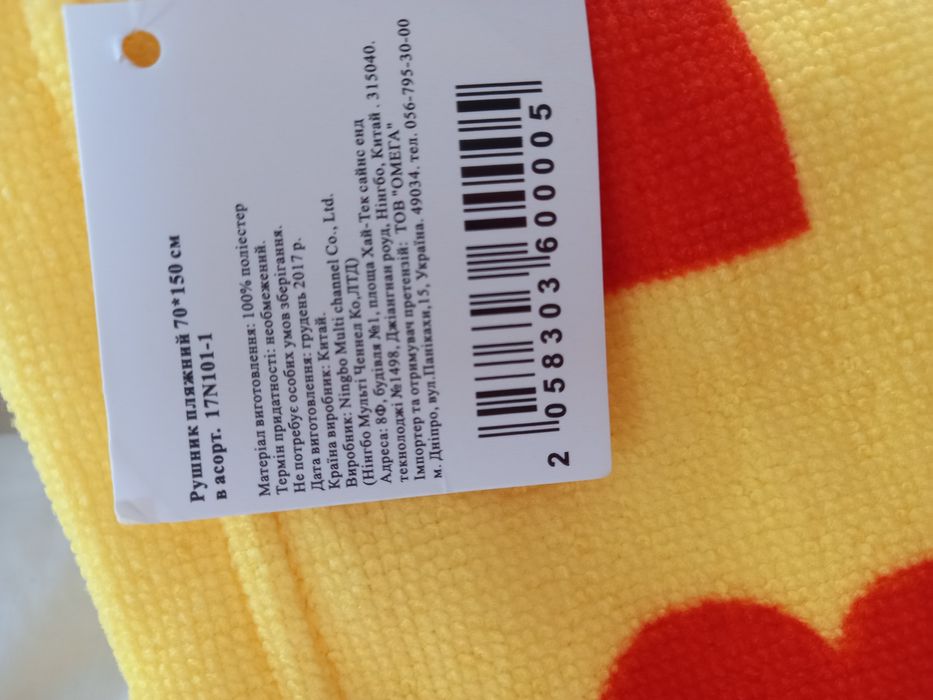 Рушник пляжний 70*150 см
в асорт. 17N101-1
Матеріал виготовлення: 100% поліестер
Термін придатності: необмежений.
Не потребує особих умов зберігання.
Дата виготовлення: грудень 2017 р.
Країна виробник: Китай.
Виробник: Ningbo Multi channel Co., Ltd.
(Нінгбо Мульті Ченнел Ко,ЛТД)
Адреса: 8Ф, будівля №1, площа Хай-Тек сайнс енд
текнолоджі №1498, Джіангнан роуд, Нінгбо, Китай . 315040.
Імпортер та отримувач претензій: ТОВ "ОМЕГА"
м. Дніпро, вул.Панікахи,15, Україна. 49034. тел. 056-795-30-00
2 058303 600005